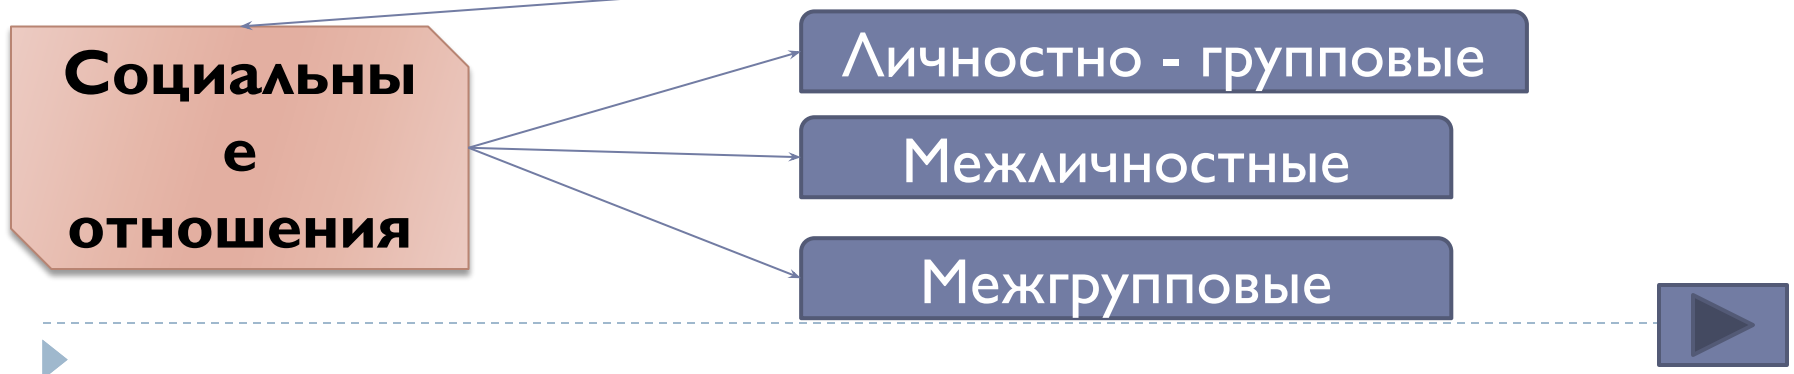 Социальны
е
отношения
Личностно - групповые
Межличностные
Межгрупповые